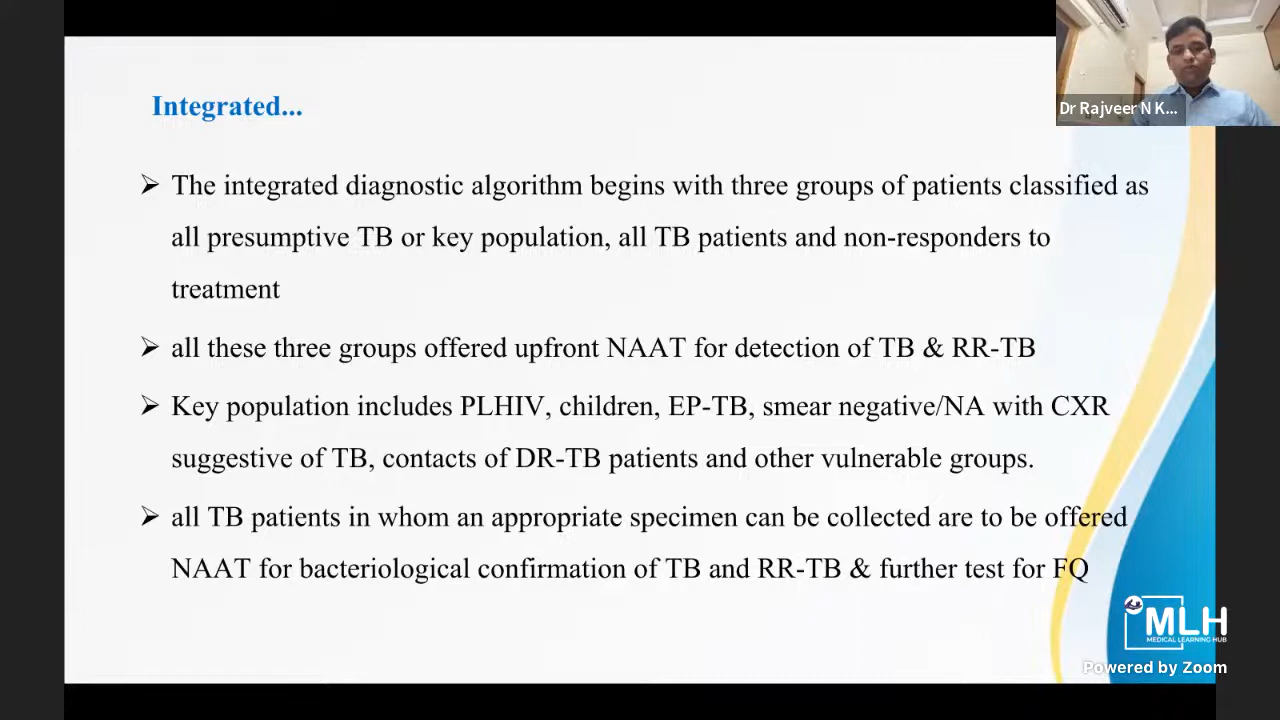 Integrated...
Dr Rajveer N K...
➢ The integrated diagnostic algorithm begins with three groups of patients classified as
all presumptive TB or key population, all TB patients and non-responders to
treatment
➢ all these three groups offered upfront NAAT for detection of TB & RR-TB
➢ Key population includes PLHIV, children, EP-TB, smear negative/NA with CXR
suggestive of TB, contacts of DR-TB patients and other vulnerable groups.
➢ all TB patients in whom an appropriate specimen can be collected are to be offered
NAAT for bacteriological confirmation of TB and RR-TB & further test for FQ
MLH
MEDICAL LEARNING HUB
Powered by Zoom